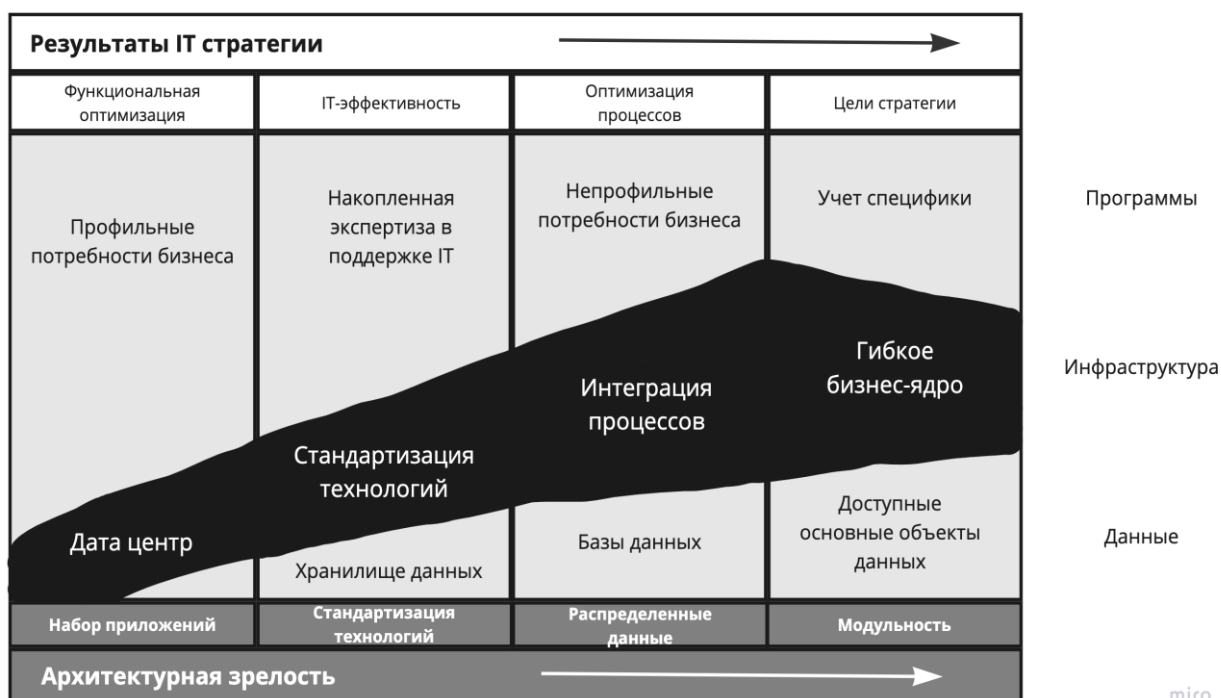 Результаты IT стратегии
Функциональная
оптимизация
IT-эффективность
Оптимизация
процессов
Цели стратегии
Профильные
потребности бизнеса
Накопленная
экспертиза в
поддержке IT
Непрофильные
потребности бизнеса
Учет специфики
Программы
Дата центр
Стандартизация
технологий
Интеграция
процессов
Гибкое
бизнес-ядро
Инфраструктура
Хранилище данных
Базы данных
Доступные
основные объекты
данных
Данные
Набор приложений
Стандартизация
технологий
Распределенные
данные
Модульность
Архитектурная зрелость
miro